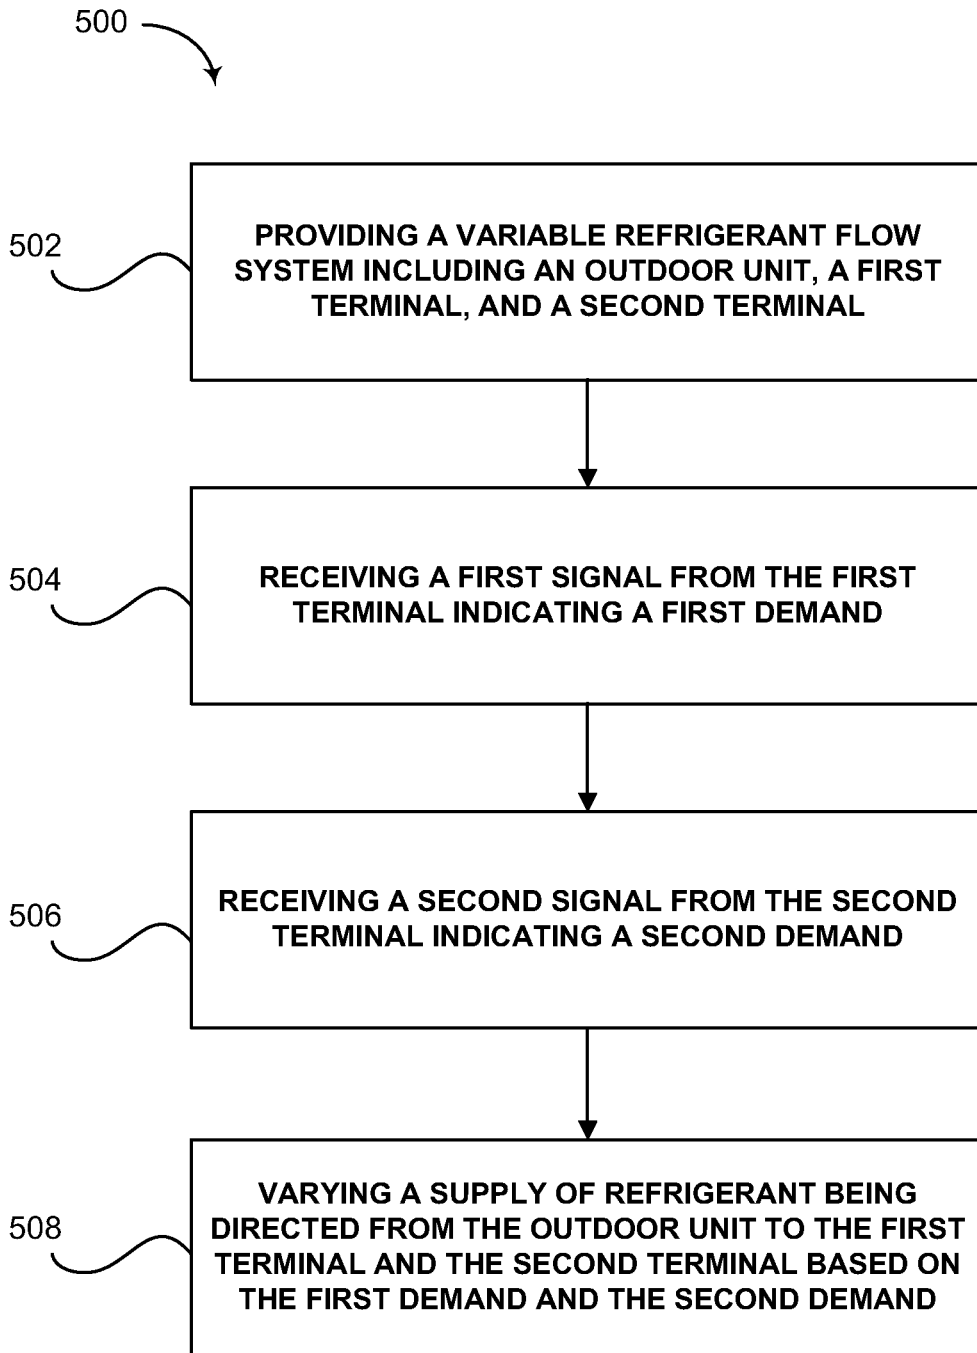 500
502
PROVIDING A VARIABLE REFRIGERANT FLOW
SYSTEM INCLUDING AN OUTDOOR UNIT, A FIRST
TERMINAL, AND A SECOND TERMINAL
504
RECEIVING A FIRST SIGNAL FROM THE FIRST
TERMINAL INDICATING A FIRST DEMAND
506
RECEIVING A SECOND SIGNAL FROM THE SECOND
TERMINAL INDICATING A SECOND DEMAND
508
VARYING A SUPPLY OF REFRIGERANT BEING
DIRECTED FROM THE OUTDOOR UNIT TO THE FIRST
TERMINAL AND THE SECOND TERMINAL BASED ON
THE FIRST DEMAND AND THE SECOND DEMAND